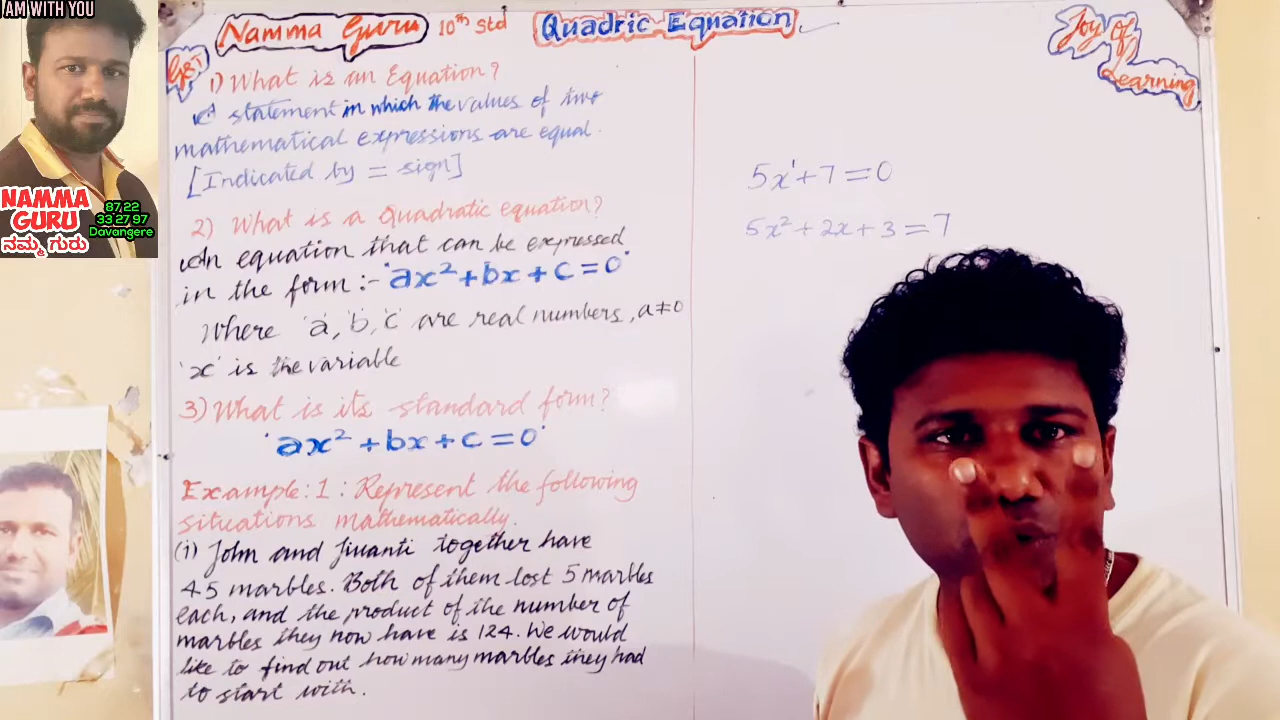 I AM WITH YOU
NAMMA
GURU
ನಮ್ಮ ಗುರು
87,22
33 27 97
Davangere
Namma Guru 10th Std Quadric Equation
Joy Of
Learning
GRT
1) What is an Equation?
A statement in which the values of two
mathematical expressions are equal.
[Indicated by = sign]
2) What is a Quadratic equation?
An equation that can be expressed
in the form :- 'ax² + bx + c = 0'
Where 'a', 'b', 'c' are real numbers, a≠0
'x' is the variable
3) What is its standard form?
'ax² + bx + c = 0'
Example: 1 : Represent the following
situations mathematically.
(i) John and Jivanti together have
45 marbles. Both of them lost 5 marbles
each, and the product of the number of
marbles they now have is 124. We would
like to find out how many marbles they had
to start with.
5x¹ + 7 = 0
5x² + 2x + 3 = 7